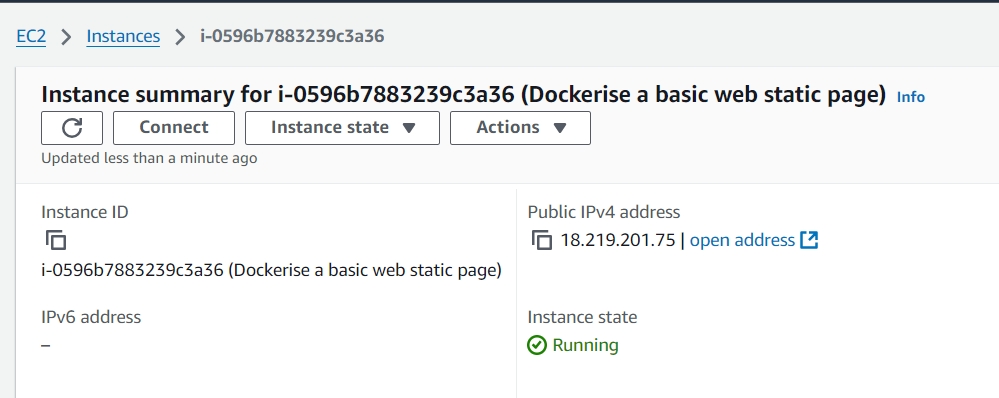 EC2 > Instances > i-0596b7883239c3a36
Instance summary for i-0596b7883239c3a36 (Dockerise a basic web static page) Info
Connect Instance state Actions
Updated less than a minute ago
Instance ID
i-0596b7883239c3a36 (Dockerise a basic web static page)
Public IPv4 address
18.219.201.75 | open address
IPv6 address
–
Instance state
Running